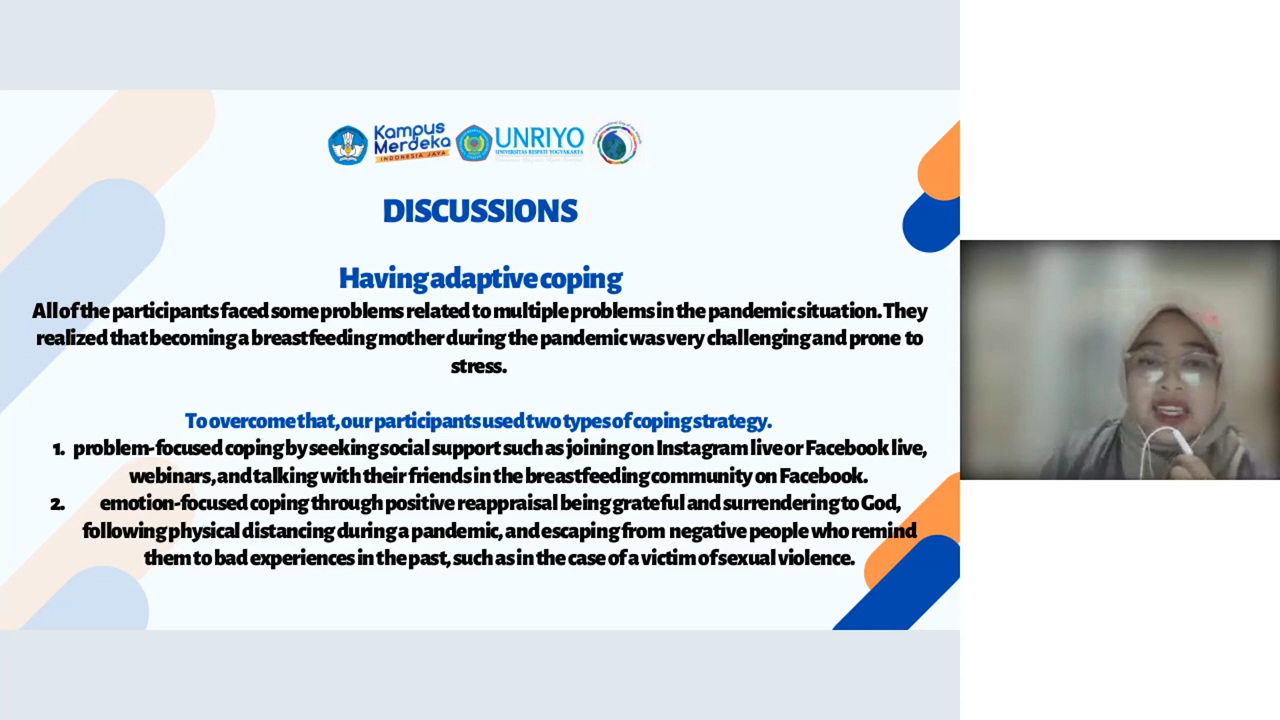 Kampus
Merdeka
INDONESIA JAYA
UNRIYO
UNIVERSITAS RESPATI YOGYAKARTA
DISCUSSIONS
Having adaptive coping
All of the participants faced some problems related to multiple problems in the pandemic situation. They
realized that becoming a breastfeeding mother during the pandemic was very challenging and prone to
stress.
To overcome that, our participants used two types of coping strategy.
1. problem-focused coping by seeking social support such as joining on Instagram live or Facebook live,
webinars, and talking with their friends in the breastfeeding community on Facebook.
2. emotion-focused coping through positive reappraisal being grateful and surrendering to God,
following physical distancing during a pandemic, and escaping from negative people who remind
them to bad experiences in the past, such as in the case of a victim of sexual violence.